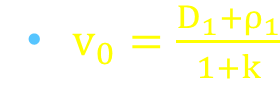 • v₀ = (D₁+ρ₁)/(1+k)